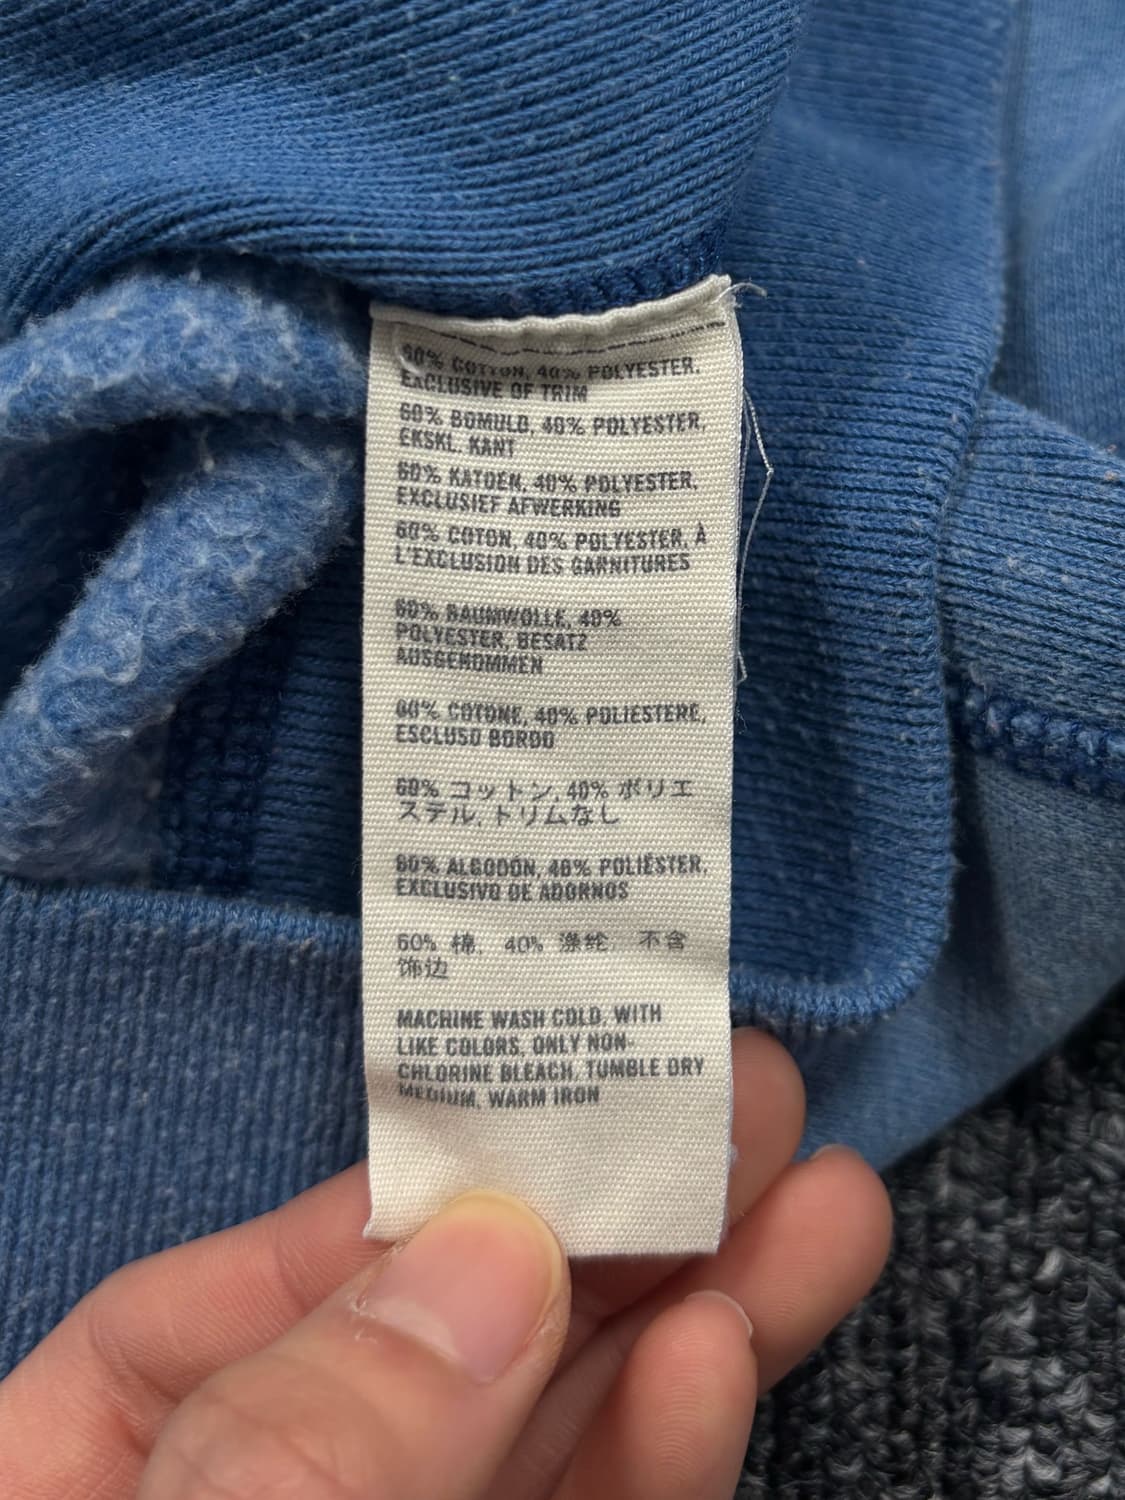 60% COTTON, 40% POLYESTER,
EXCLUSIVE OF TRIM
60% BOMULD, 40% POLYESTER,
EKSKL. KANT
60% KATOEN, 40% POLYESTER,
EXCLUSIEF AFWERKING
60% COTON, 40% POLYESTER, À
L'EXCLUSION DES GARNITURES
60% BAUMWOLLE, 40%
POLYESTER, BESATZ
AUSGENOMMEN
60% COTONE, 40% POLIESTERE,
ESCLUSO BORDO
60% コットン, 40% ポリエ
ステル, トリムなし
60% ALGODÓN, 40% POLIÉSTER,
EXCLUSIVO DE ADORNOS
60% 棉, 40% 涤纶, 不含
饰边
MACHINE WASH COLD, WITH
LIKE COLORS, ONLY NON-
CHLORINE BLEACH, TUMBLE DRY
MEDIUM, WARM IRON